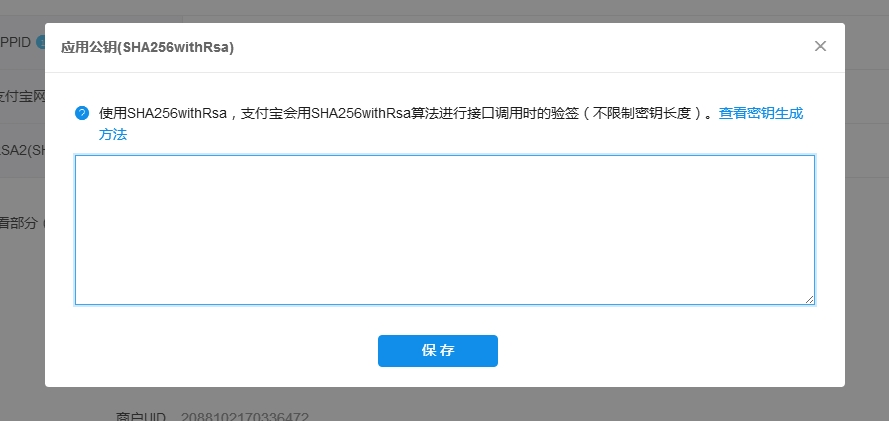 应用公钥(SHA256withRsa)
PPID
使用SHA256withRsa，支付宝会用SHA256withRsa算法进行接口调用时的验签（不限制密钥长度）。查看密钥生成
方法
支付宝网
SA2(SH
看部分（
保 存
商户UID 2088102170336472